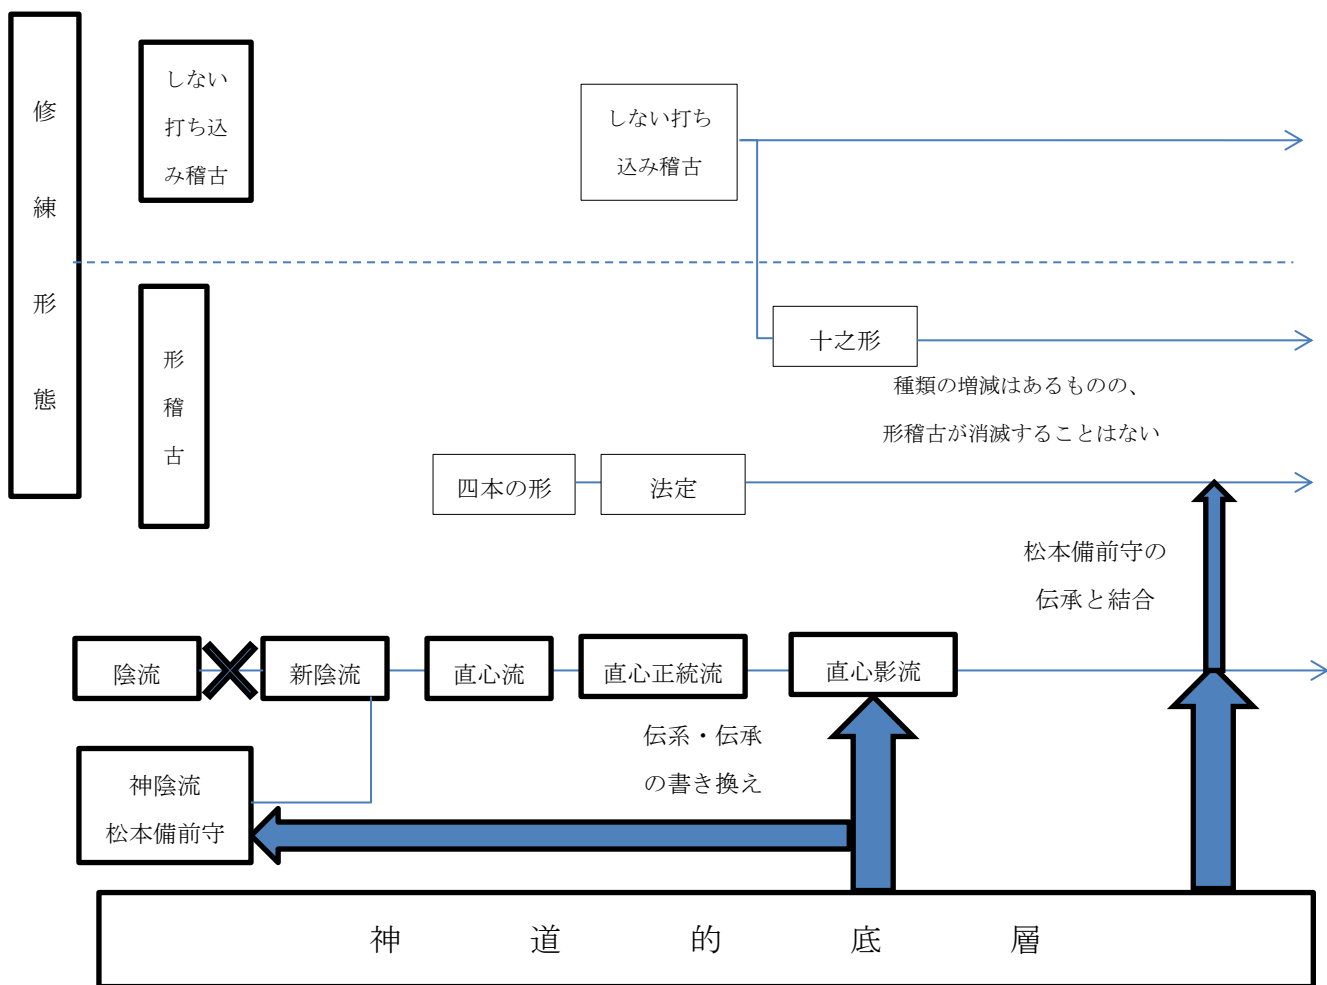 修練形態
しない
打ち込
み稽古
しない打ち
込み稽古
形稽古
十之形
種類の増減はあるものの、
形稽古が消滅することはない
四本の形
法定
松本備前守の
伝承と結合
陰流
新陰流
直心流
直心正統流
直心影流
伝系・伝承
の書き換え
神陰流
松本備前守
神道的底層